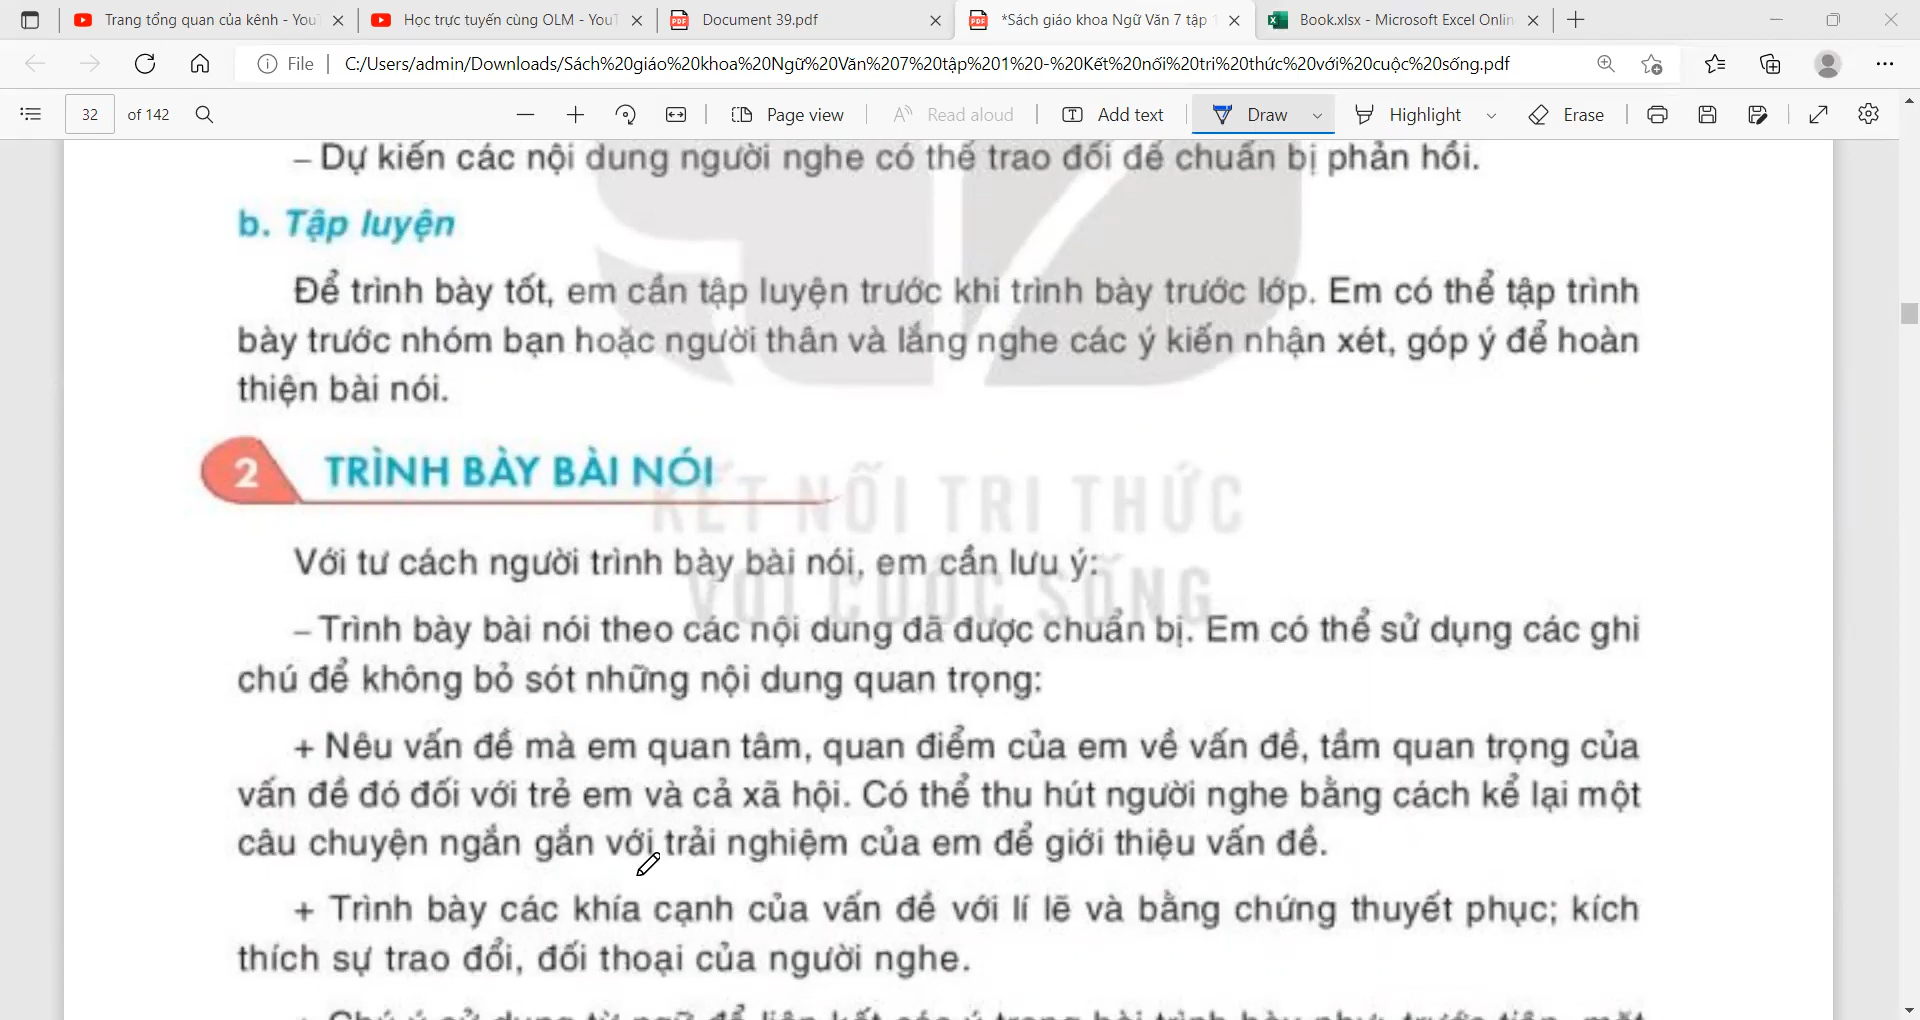 Trang tổng quan của kênh - You
Học trực tuyến cùng OLM - You
Document 39.pdf
*Sách giáo khoa Ngữ Văn 7 tập 1
Book.xlsx - Microsoft Excel Onlin
File
C:/Users/admin/Downloads/Sách%20giáo%20khoa%20Ngữ%20Văn%207%20tập%201%20-%20Kết%20nối%20tri%20thức%20với%20cuộc%20sống.pdf
32 of 142 Page view Read aloud Add text Draw Highlight Erase
– Dự kiến các nội dung người nghe có thể trao đổi để chuẩn bị phản hồi.
b. Tập luyện
Để trình bày tốt, em cần tập luyện trước khi trình bày trước lớp. Em có thể tập trình
bày trước nhóm bạn hoặc người thân và lắng nghe các ý kiến nhận xét, góp ý để hoàn
thiện bài nói.
2 TRÌNH BÀY BÀI NÓI
KẾT NỐI TRI THỨC
Với tư cách người trình bày bài nói, em cần lưu ý:
VỚI CUỘC SỐNG
– Trình bày bài nói theo các nội dung đã được chuẩn bị. Em có thể sử dụng các ghi
chú để không bỏ sót những nội dung quan trọng:
+ Nêu vấn đề mà em quan tâm, quan điểm của em về vấn đề, tầm quan trọng của
vấn đề đó đối với trẻ em và cả xã hội. Có thể thu hút người nghe bằng cách kể lại một
câu chuyện ngắn gắn với trải nghiệm của em để giới thiệu vấn đề.
+ Trình bày các khía cạnh của vấn đề với lí lẽ và bằng chứng thuyết phục; kích
thích sự trao đổi, đối thoại của người nghe.